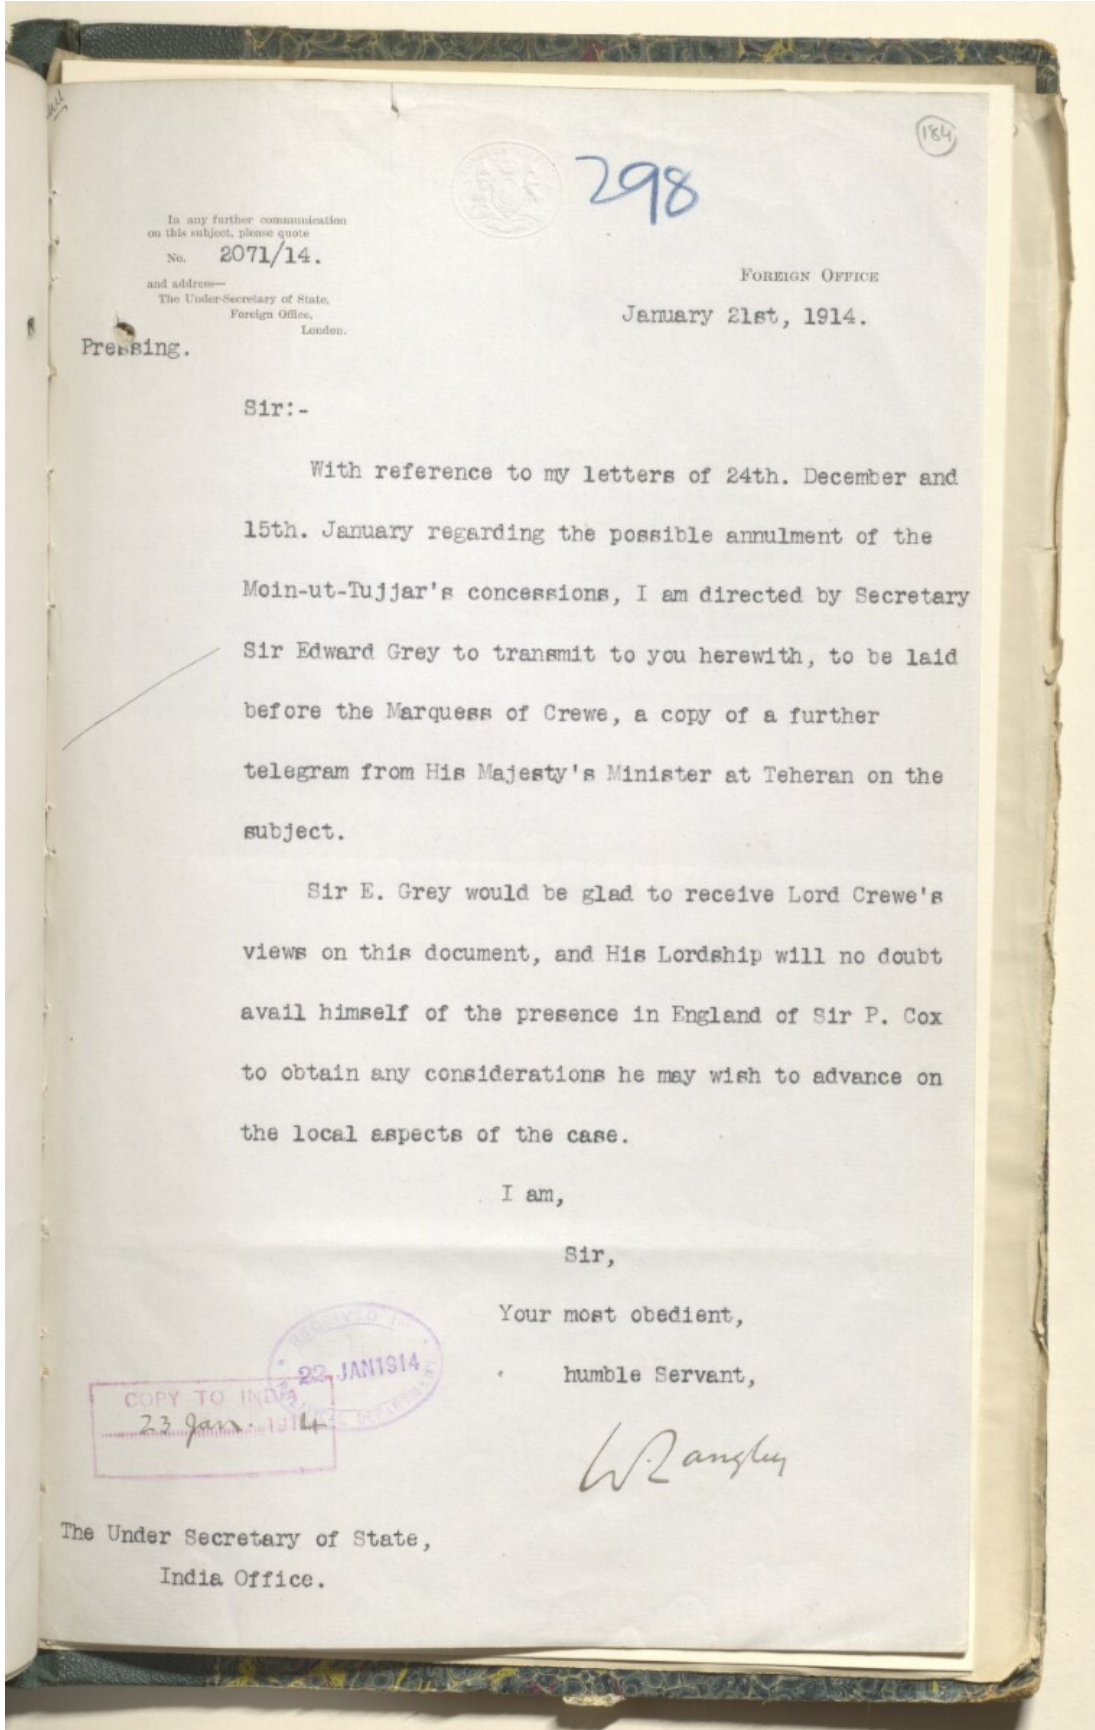 184
298
In any further communication
on this subject, please quote
No. 2071/14.
and address—
The Under-Secretary of State,
Foreign Office,
London.
FOREIGN OFFICE
January 21st, 1914.
Pressing.
Sir:-
With reference to my letters of 24th. December and
15th. January regarding the possible annulment of the
Moin-ut-Tujjar's concessions, I am directed by Secretary
Sir Edward Grey to transmit to you herewith, to be laid
before the Marquess of Crewe, a copy of a further
telegram from His Majesty's Minister at Teheran on the
subject.
Sir E. Grey would be glad to receive Lord Crewe's
views on this document, and His Lordship will no doubt
avail himself of the presence in England of Sir P. Cox
to obtain any considerations he may wish to advance on
the local aspects of the case.
I am,
Sir,
Your most obedient,
humble Servant,
W. Langley
RECEIVED IN
22 JAN 1914
COPY TO INDIA
23 Jan. 1914
The Under Secretary of State,
India Office.